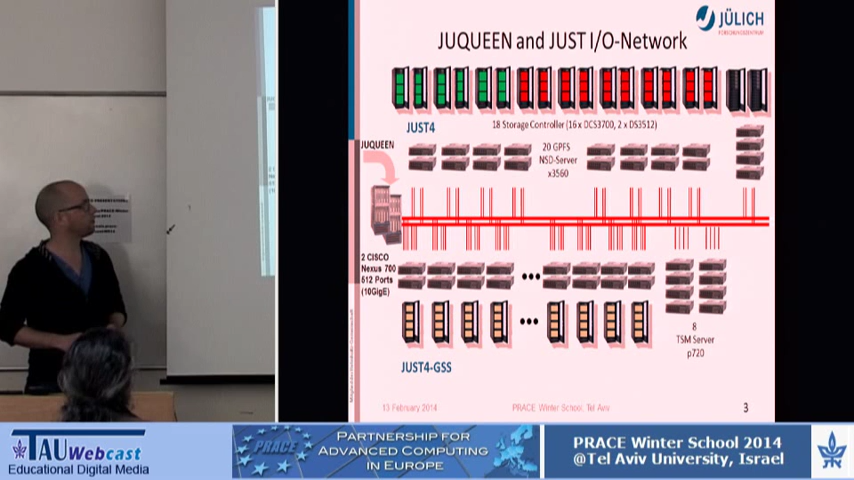 JÜLICH
FORSCHUNGSZENTRUM
JUQUEEN and JUST I/O-Network
JUST4
18 Storage Controller (16 x DCS3700, 2 x DS3512)
JUQUEEN
20 GPFS
NSD-Server
x3560
2 CISCO
Nexus 700
512 Ports
(10GigE)
8
TSM Server
p720
JUST4-GSS
13 February 2014
PRACE Winter School, Tel Aviv
3
TAU Webcast
Educational Digital Media
PRACE
PARTNERSHIP FOR
ADVANCED COMPUTING
IN EUROPE
PRACE Winter School 2014
@Tel Aviv University, Israel